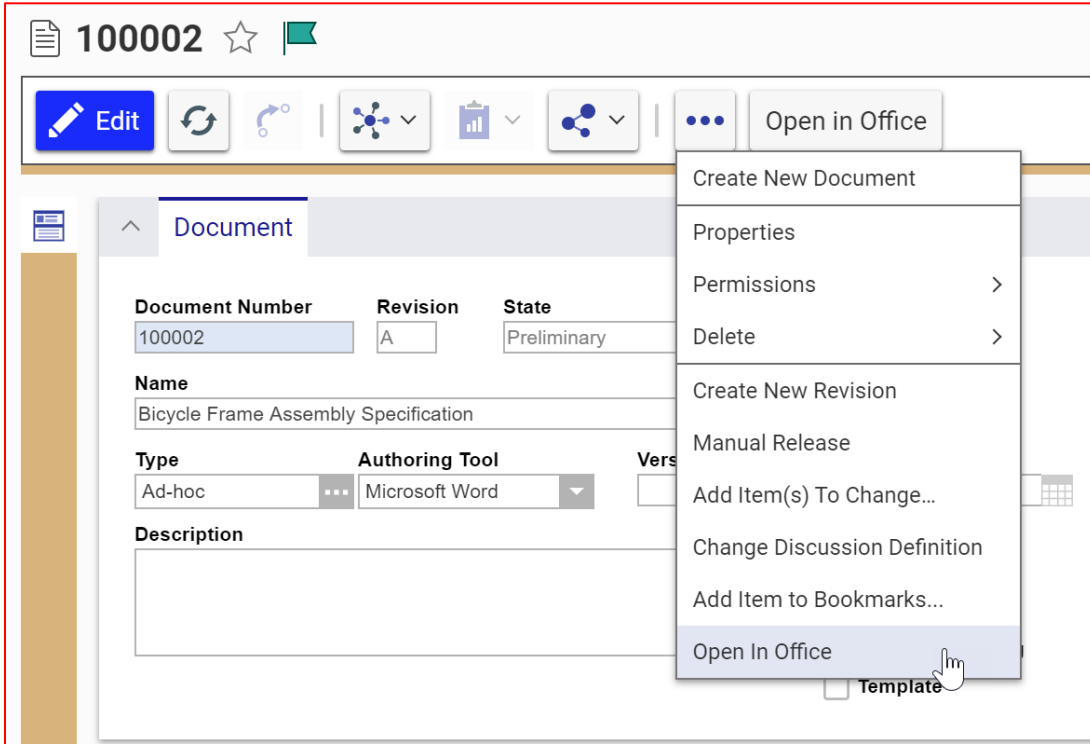 100002
Edit
Open in Office
Create New Document
Document
Properties
Permissions
Delete
Document Number Revision State
100002 A Preliminary
Name
Bicycle Frame Assembly Specification
Create New Revision
Manual Release
Type Authoring Tool Vers
Ad-hoc Microsoft Word
Add Item(s) To Change...
Description
Change Discussion Definition
Add Item to Bookmarks...
Open In Office
Template